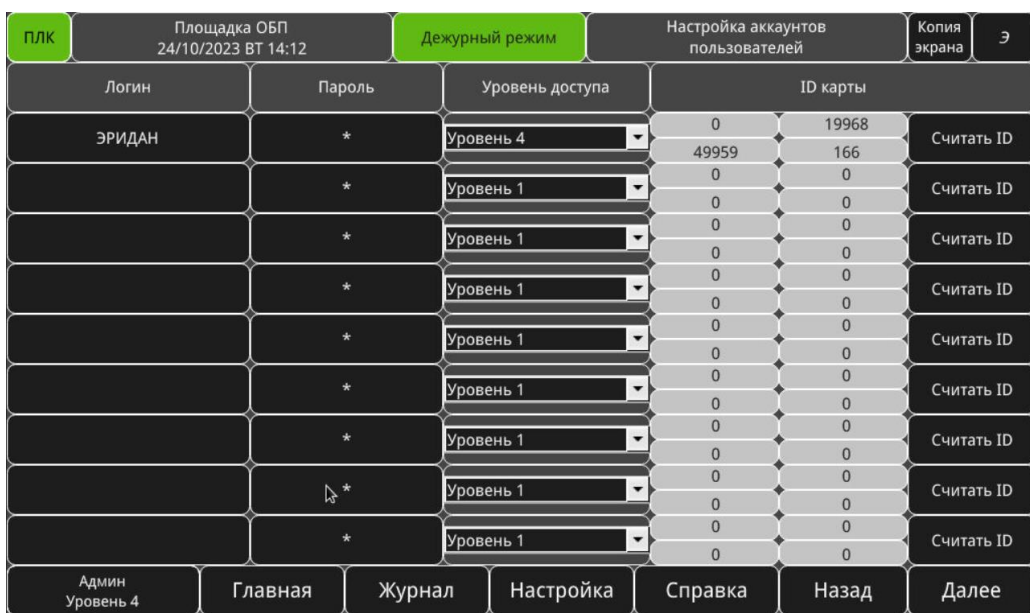 ПЛК
Площадка ОБП
24/10/2023 ВТ 14:12
Дежурный режим
Настройка аккаунтов
пользователей
Копия
экрана
Э
Логин Пароль Уровень доступа ID карты
ЭРИДАН * Уровень 4 0 19968 Считать ID
49959 166
* Уровень 1 0 0 Считать ID
0 0
* Уровень 1 0 0 Считать ID
0 0
* Уровень 1 0 0 Считать ID
0 0
* Уровень 1 0 0 Считать ID
0 0
* Уровень 1 0 0 Считать ID
0 0
* Уровень 1 0 0 Считать ID
0 0
* Уровень 1 0 0 Считать ID
0 0
* Уровень 1 0 0 Считать ID
0 0
Админ
Уровень 4
Главная Журнал Настройка Справка Назад Далее